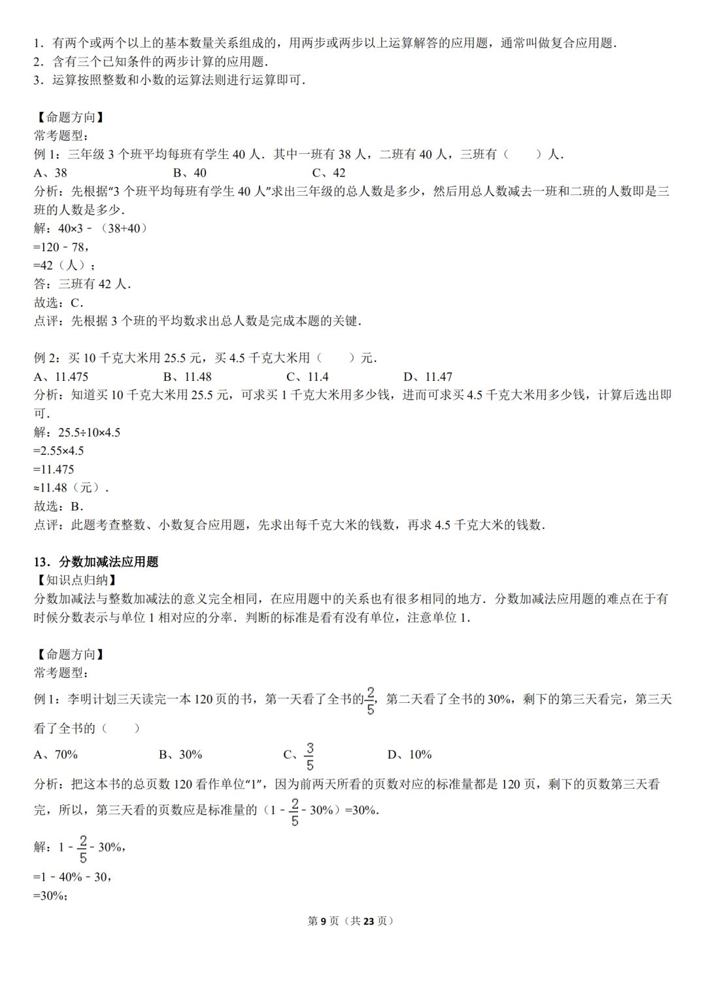 1．有两个或两个以上的基本数量关系组成的，用两步或两步以上运算解答的应用题，通常叫做复合应用题．
2．含有三个已知条件的两步计算的应用题．
3．运算按照整数和小数的运算法则进行运算即可．
【命题方向】
常考题型：
例 1：三年级 3 个班平均每班有学生 40 人．其中一班有 38 人，二班有 40 人，三班有（　　）人．
A、38　　B、40　　C、42
分析：先根据“3 个班平均每班有学生 40 人”求出三年级的总人数是多少，然后用总人数减去一班和二班的人数即是三
班的人数是多少．
解：40×3﹣（38+40）
=120﹣78，
=42（人）；
答：三班有 42 人．
故选：C．
点评：先根据 3 个班的平均数求出总人数是完成本题的关键．
例 2：买 10 千克大米用 25.5 元，买 4.5 千克大米用（　　）元．
A、11.475　　B、11.48　　C、11.4　　D、11.47
分析：知道买 10 千克大米用 25.5 元，可求买 1 千克大米用多少钱，进而可求买 4.5 千克大米用多少钱，计算后选出即
可．
解：25.5÷10×4.5
=2.55×4.5
=11.475
≈11.48（元）．
故选：B．
点评：此题考查整数、小数复合应用题，先求出每千克大米的钱数，再求 4.5 千克大米的钱数．
13．分数加减法应用题
【知识点归纳】
分数加减法与整数加减法的意义完全相同，在应用题中的关系也有很多相同的地方．分数加减法应用题的难点在于有
时候分数表示与单位 1 相对应的分率．判断的标准是看有没有单位，注意单位 1．
【命题方向】
常考题型：
例 1：李明计划三天读完一本 120 页的书，第一天看了全书的2/5，第二天看了全书的 30%，剩下的第三天看完，第三天
看了全书的（　　）
A、70%　　B、30%　　C、3/5　　D、10%
分析：把这本书的总页数 120 看作单位“1”，因为前两天所看的页数对应的标准量都是 120 页，剩下的页数第三天看
完，所以，第三天看的页数应是标准量的（1﹣2/5﹣30%）=30%．
解：1﹣2/5﹣30%，
=1﹣40%﹣30，
=30%；
第 9 页（共 23 页）